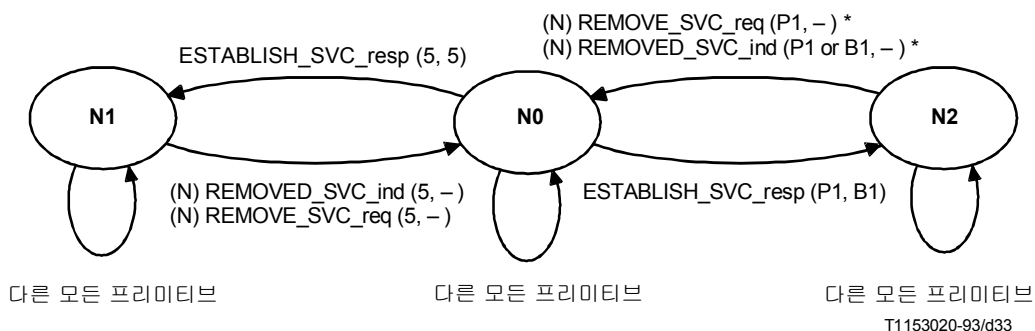 (N) REMOVE_SVC_req (P1, – ) *
(N) REMOVED_SVC_ind (P1 or B1, – ) *
ESTABLISH_SVC_resp (5, 5)
N1
N0
N2
(N) REMOVED_SVC_ind (5, – )
(N) REMOVE_SVC_req (5, – )
ESTABLISH_SVC_resp (P1, B1)
다른 모든 프리미티브
다른 모든 프리미티브
다른 모든 프리미티브
T1153020-93/d33